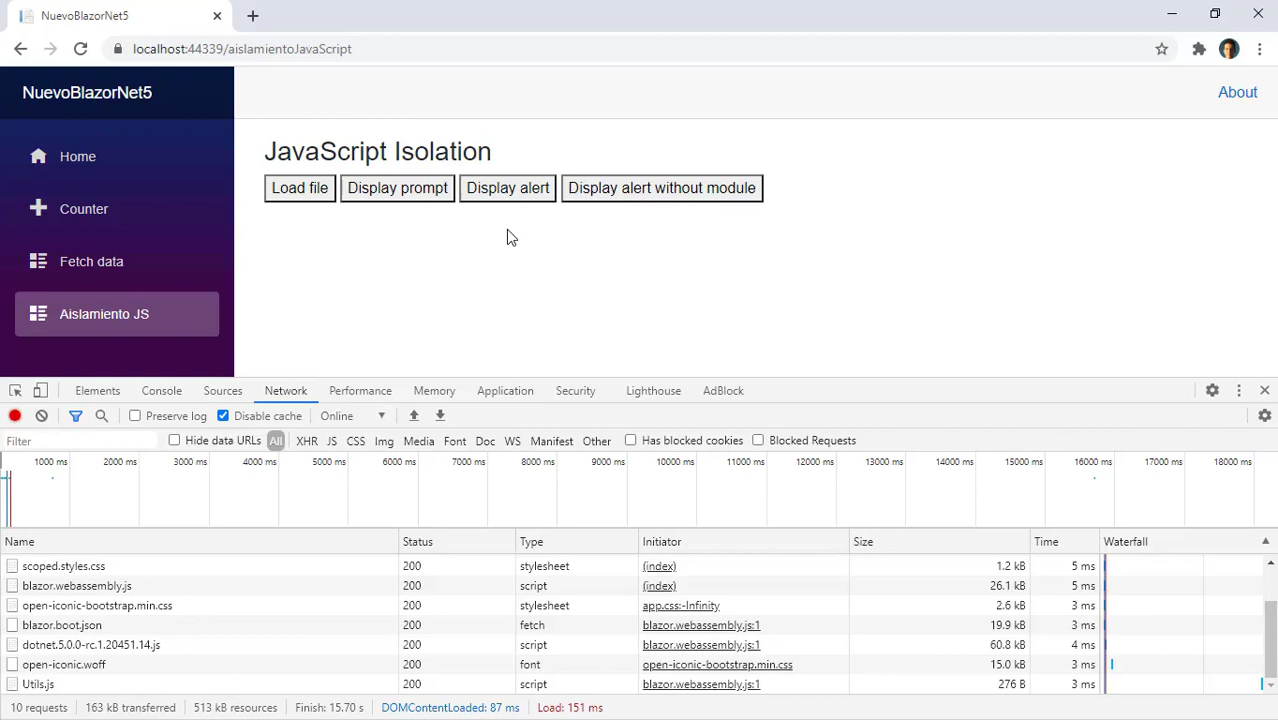 NuevoBlazorNet5
localhost:44339/aislamientoJavaScript
NuevoBlazorNet5
About
Home
Counter
Fetch data
Aislamiento JS
JavaScript Isolation
Load file Display prompt Display alert Display alert without module
Elements Console Sources Network Performance Memory Application Security Lighthouse AdBlock
Preserve log Disable cache Online
Filter Hide data URLs All XHR JS CSS Img Media Font Doc WS Manifest Other Has blocked cookies Blocked Requests
1000 ms 2000 ms 3000 ms 4000 ms 5000 ms 6000 ms 7000 ms 8000 ms 9000 ms 10000 ms 11000 ms 12000 ms 13000 ms 14000 ms 15000 ms 16000 ms 17000 ms 18000 ms
Name Status Type Initiator Size Time Waterfall
scoped.styles.css 200 stylesheet (index) 1.2 kB 5 ms
blazor.webassembly.js 200 script (index) 26.1 kB 5 ms
open-iconic-bootstrap.min.css 200 stylesheet app.css:-Infinity 2.6 kB 3 ms
blazor.boot.json 200 fetch blazor.webassembly.js:1 19.9 kB 3 ms
dotnet.5.0.0-rc.1.20451.14.js 200 script blazor.webassembly.js:1 60.8 kB 4 ms
open-iconic.woff 200 font open-iconic-bootstrap.min.css 15.0 kB 3 ms
Utils.js 200 script blazor.webassembly.js:1 276 B 3 ms
10 requests 163 kB transferred 513 kB resources Finish: 15.70 s DOMContentLoaded: 87 ms Load: 151 ms